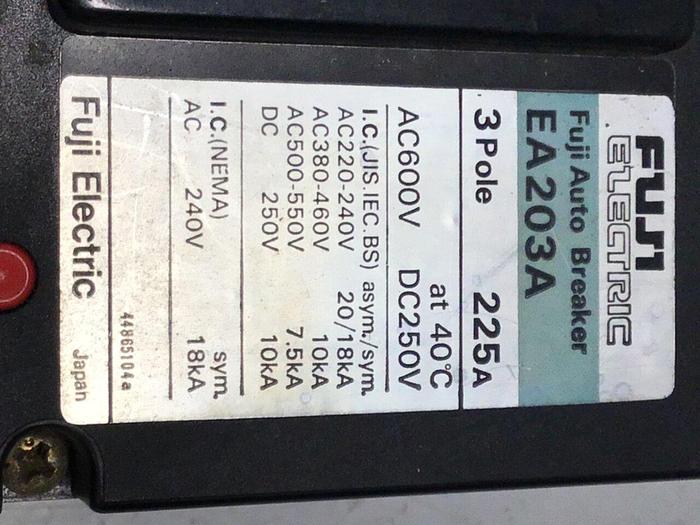 FUJI
ELECTRIC
Fuji Auto Breaker
EA203A
3 Pole 225A
at 40℃
AC600V DC250V
I.C.(JIS.IEC.BS) asym./sym.
AC220-240V 20/18kA
AC380-460V 10kA
AC500-550V 7.5kA
DC 250V 10kA
I.C.(NEMA) sym.
AC 240V 18kA
44865104a
Fuji Electric Japan